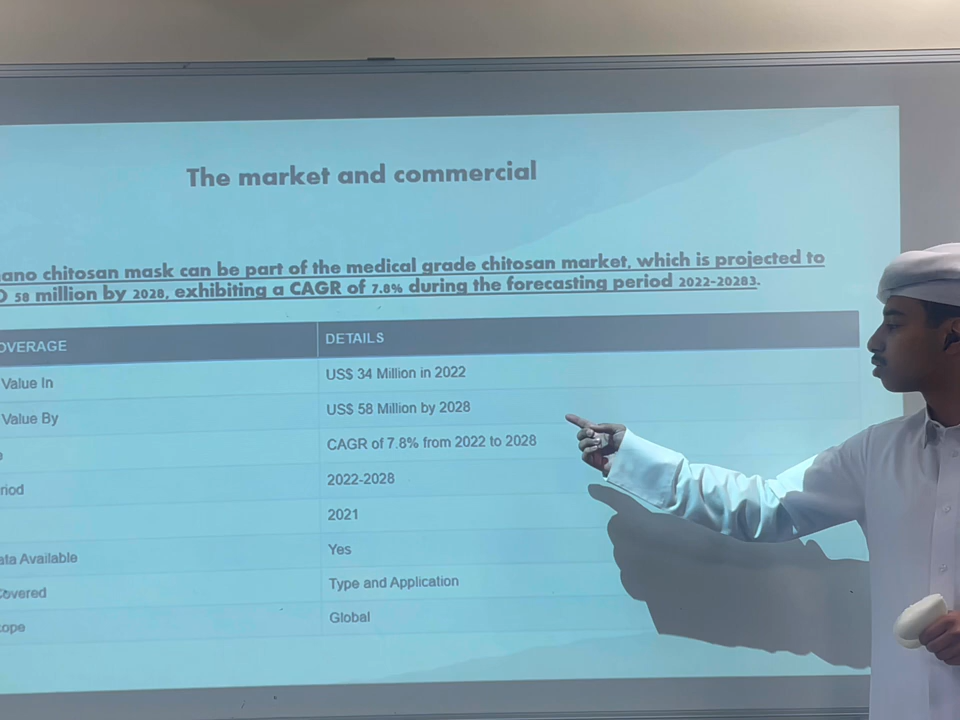 The market and commercial
ano chitosan mask can be part of the medical grade chitosan market, which is projected to
58 million by 2028, exhibiting a CAGR of 7.8% during the forecasting period 2022-20283.
OVERAGE DETAILS
Value In US$ 34 Million in 2022
Value By US$ 58 Million by 2028
CAGR of 7.8% from 2022 to 2028
riod 2022-2028
2021
ata Available Yes
Covered Type and Application
cope Global